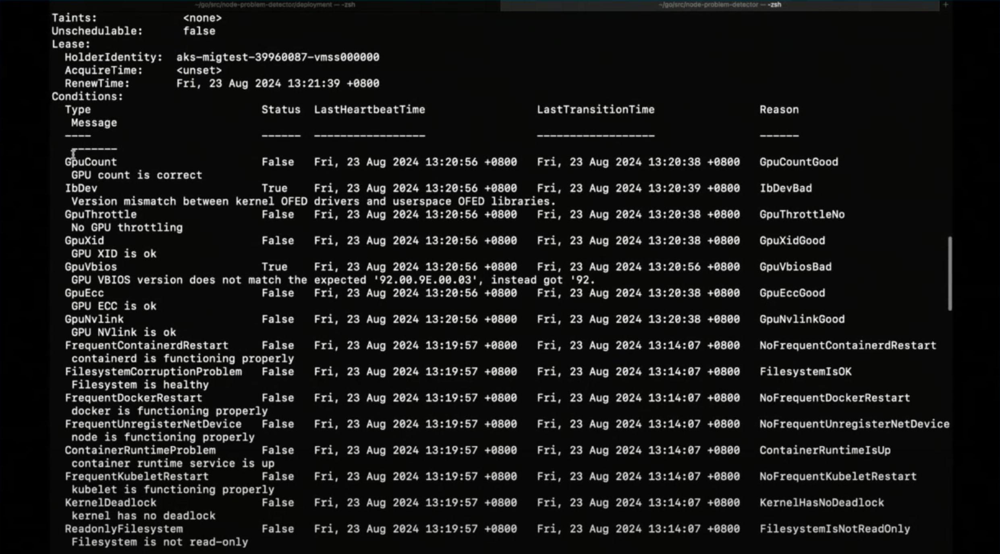 ~/go/src/node-problem-detector/deployment — -zsh
~/go/src/node-problem-detector — -zsh +
Taints: <none>
Unschedulable: false
Lease:
HolderIdentity: aks-migtest-39960087-vmss000000
AcquireTime: <unset>
RenewTime: Fri, 23 Aug 2024 13:21:39 +0800
Conditions:
Type Status LastHeartbeatTime LastTransitionTime Reason
Message
---- ------ ----------------- ------------------ ------
-------
GpuCount False Fri, 23 Aug 2024 13:20:56 +0800 Fri, 23 Aug 2024 13:20:38 +0800 GpuCountGood
GPU count is correct
IbDev True Fri, 23 Aug 2024 13:20:56 +0800 Fri, 23 Aug 2024 13:20:39 +0800 IbDevBad
Version mismatch between kernel OFED drivers and userspace OFED libraries.
GpuThrottle False Fri, 23 Aug 2024 13:20:56 +0800 Fri, 23 Aug 2024 13:20:38 +0800 GpuThrottleNo
No GPU throttling
GpuXid False Fri, 23 Aug 2024 13:20:56 +0800 Fri, 23 Aug 2024 13:20:38 +0800 GpuXidGood
GPU XID is ok
GpuVbios True Fri, 23 Aug 2024 13:20:56 +0800 Fri, 23 Aug 2024 13:20:56 +0800 GpuVbiosBad
GPU VBIOS version does not match the expected '92.00.9E.00.03', instead got '92.
GpuEcc False Fri, 23 Aug 2024 13:20:56 +0800 Fri, 23 Aug 2024 13:20:38 +0800 GpuEccGood
GPU ECC is ok
GpuNvlink False Fri, 23 Aug 2024 13:20:56 +0800 Fri, 23 Aug 2024 13:20:38 +0800 GpuNvlinkGood
GPU NVlink is ok
FrequentContainerdRestart False Fri, 23 Aug 2024 13:19:57 +0800 Fri, 23 Aug 2024 13:14:07 +0800 NoFrequentContainerdRestart
containerd is functioning properly
FilesystemCorruptionProblem False Fri, 23 Aug 2024 13:19:57 +0800 Fri, 23 Aug 2024 13:14:07 +0800 FilesystemIsOK
Filesystem is healthy
FrequentDockerRestart False Fri, 23 Aug 2024 13:19:57 +0800 Fri, 23 Aug 2024 13:14:07 +0800 NoFrequentDockerRestart
docker is functioning properly
FrequentUnregisterNetDevice False Fri, 23 Aug 2024 13:19:57 +0800 Fri, 23 Aug 2024 13:14:07 +0800 NoFrequentUnregisterNetDevice
node is functioning properly
ContainerRuntimeProblem False Fri, 23 Aug 2024 13:19:57 +0800 Fri, 23 Aug 2024 13:14:07 +0800 ContainerRuntimeIsUp
container runtime service is up
FrequentKubeletRestart False Fri, 23 Aug 2024 13:19:57 +0800 Fri, 23 Aug 2024 13:14:07 +0800 NoFrequentKubeletRestart
kubelet is functioning properly
KernelDeadlock False Fri, 23 Aug 2024 13:19:57 +0800 Fri, 23 Aug 2024 13:14:07 +0800 KernelHasNoDeadlock
kernel has no deadlock
ReadonlyFilesystem False Fri, 23 Aug 2024 13:19:57 +0800 Fri, 23 Aug 2024 13:14:07 +0800 FilesystemIsNotReadOnly
Filesystem is not read-only